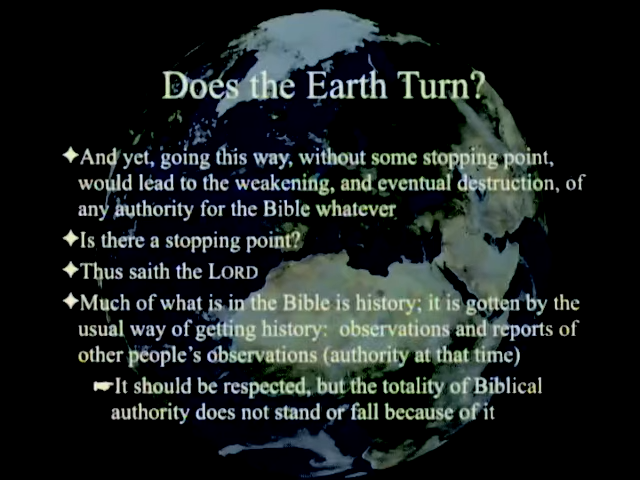 Does the Earth Turn?
And yet, going this way, without some stopping point,
would lead to the weakening, and eventual destruction, of
any authority for the Bible whatever
Is there a stopping point?
Thus saith the LORD
Much of what is in the Bible is history; it is gotten by the
usual way of getting history: observations and reports of
other people's observations (authority at that time)
It should be respected, but the totality of Biblical
authority does not stand or fall because of it